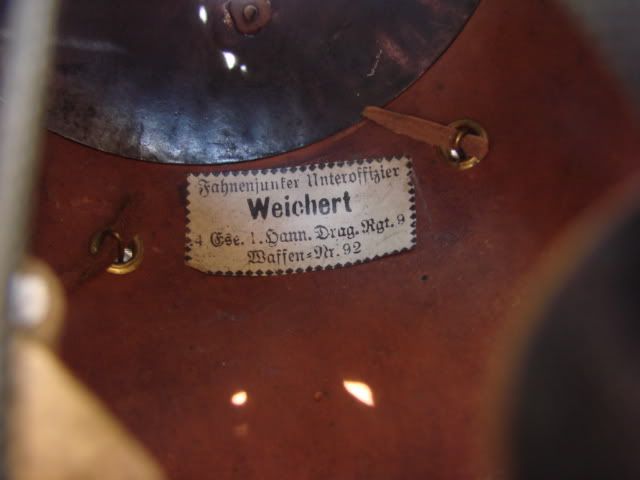 Fahnenjunker Unteroffizier
Weichert
4 Esc. 1. Hann. Drag. Rgt. 9
Waffen=Nr. 92